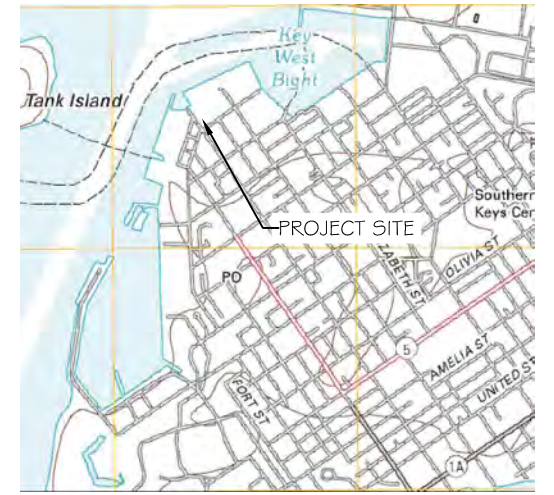 Key
West
Bight
Tank Island
PROJECT SITE
Southern
Keys Cen
ZABETH ST
OLIVIA ST
PO
5
AMELIA ST
UNITED ST
FORT ST
1A